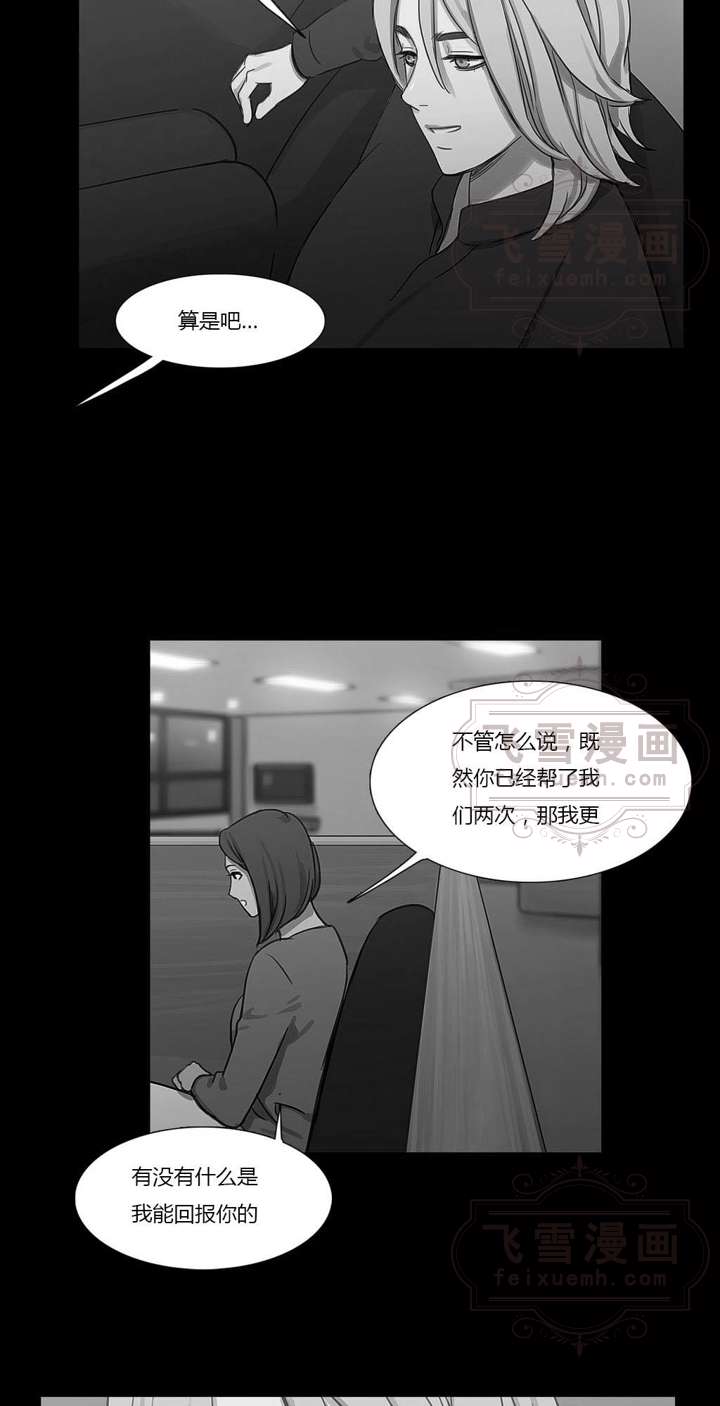 飞雪漫画
feixuemh.com
算是吧...
飞雪漫画
feixuemh.com
不管怎么说，既
然你已经帮了我
们两次，那我更
有没有什么是
我能回报你的
飞雪漫画
feixuemh.com